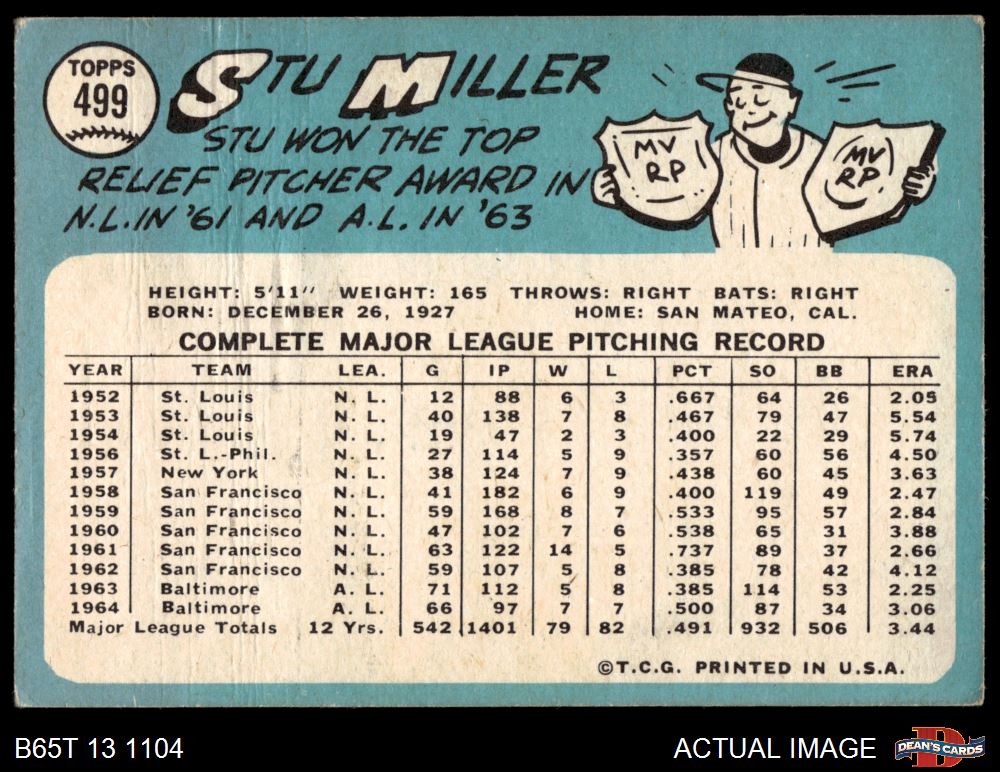 TOPPS
499
STU MILLER
STU WON THE TOP
RELIEF PITCHER AWARD IN
N.L. IN '61 AND A.L. IN '63
MV
RP
MV
RP.
HEIGHT: 5'11" WEIGHT: 165 THROWS: RIGHT BATS: RIGHT
BORN: DECEMBER 26, 1927 HOME: SAN MATEO, CAL.
COMPLETE MAJOR LEAGUE PITCHING RECORD
YEAR TEAM LEA. G IP W L PCT SO BB ERA
1952 St. Louis N. L. 12 88 6 3 .667 64 26 2.05
1953 St. Louis N. L. 40 138 7 8 .467 79 47 5.54
1954 St. Louis N. L. 19 47 2 3 .400 22 29 5.74
1956 St. L.-Phil. N. L. 27 114 5 9 .357 60 56 4.50
1957 New York N. L. 38 124 7 9 .438 60 45 3.63
1958 San Francisco N. L. 41 182 6 9 .400 119 49 2.47
1959 San Francisco N. L. 59 168 8 7 .533 95 57 2.84
1960 San Francisco N. L. 47 102 7 6 .538 65 31 3.88
1961 San Francisco N. L. 63 122 14 5 .737 89 37 2.66
1962 San Francisco N. L. 59 107 5 8 .385 78 42 4.12
1963 Baltimore A. L. 71 112 5 8 .385 114 53 2.25
1964 Baltimore A. L. 66 97 7 7 .500 87 34 3.06
Major League Totals 12 Yrs. 542 1401 79 82 .491 932 506 3.44
©T.C.G. PRINTED IN U.S.A.
B65T 13 1104 ACTUAL IMAGE
D
DEAN'S CARDS